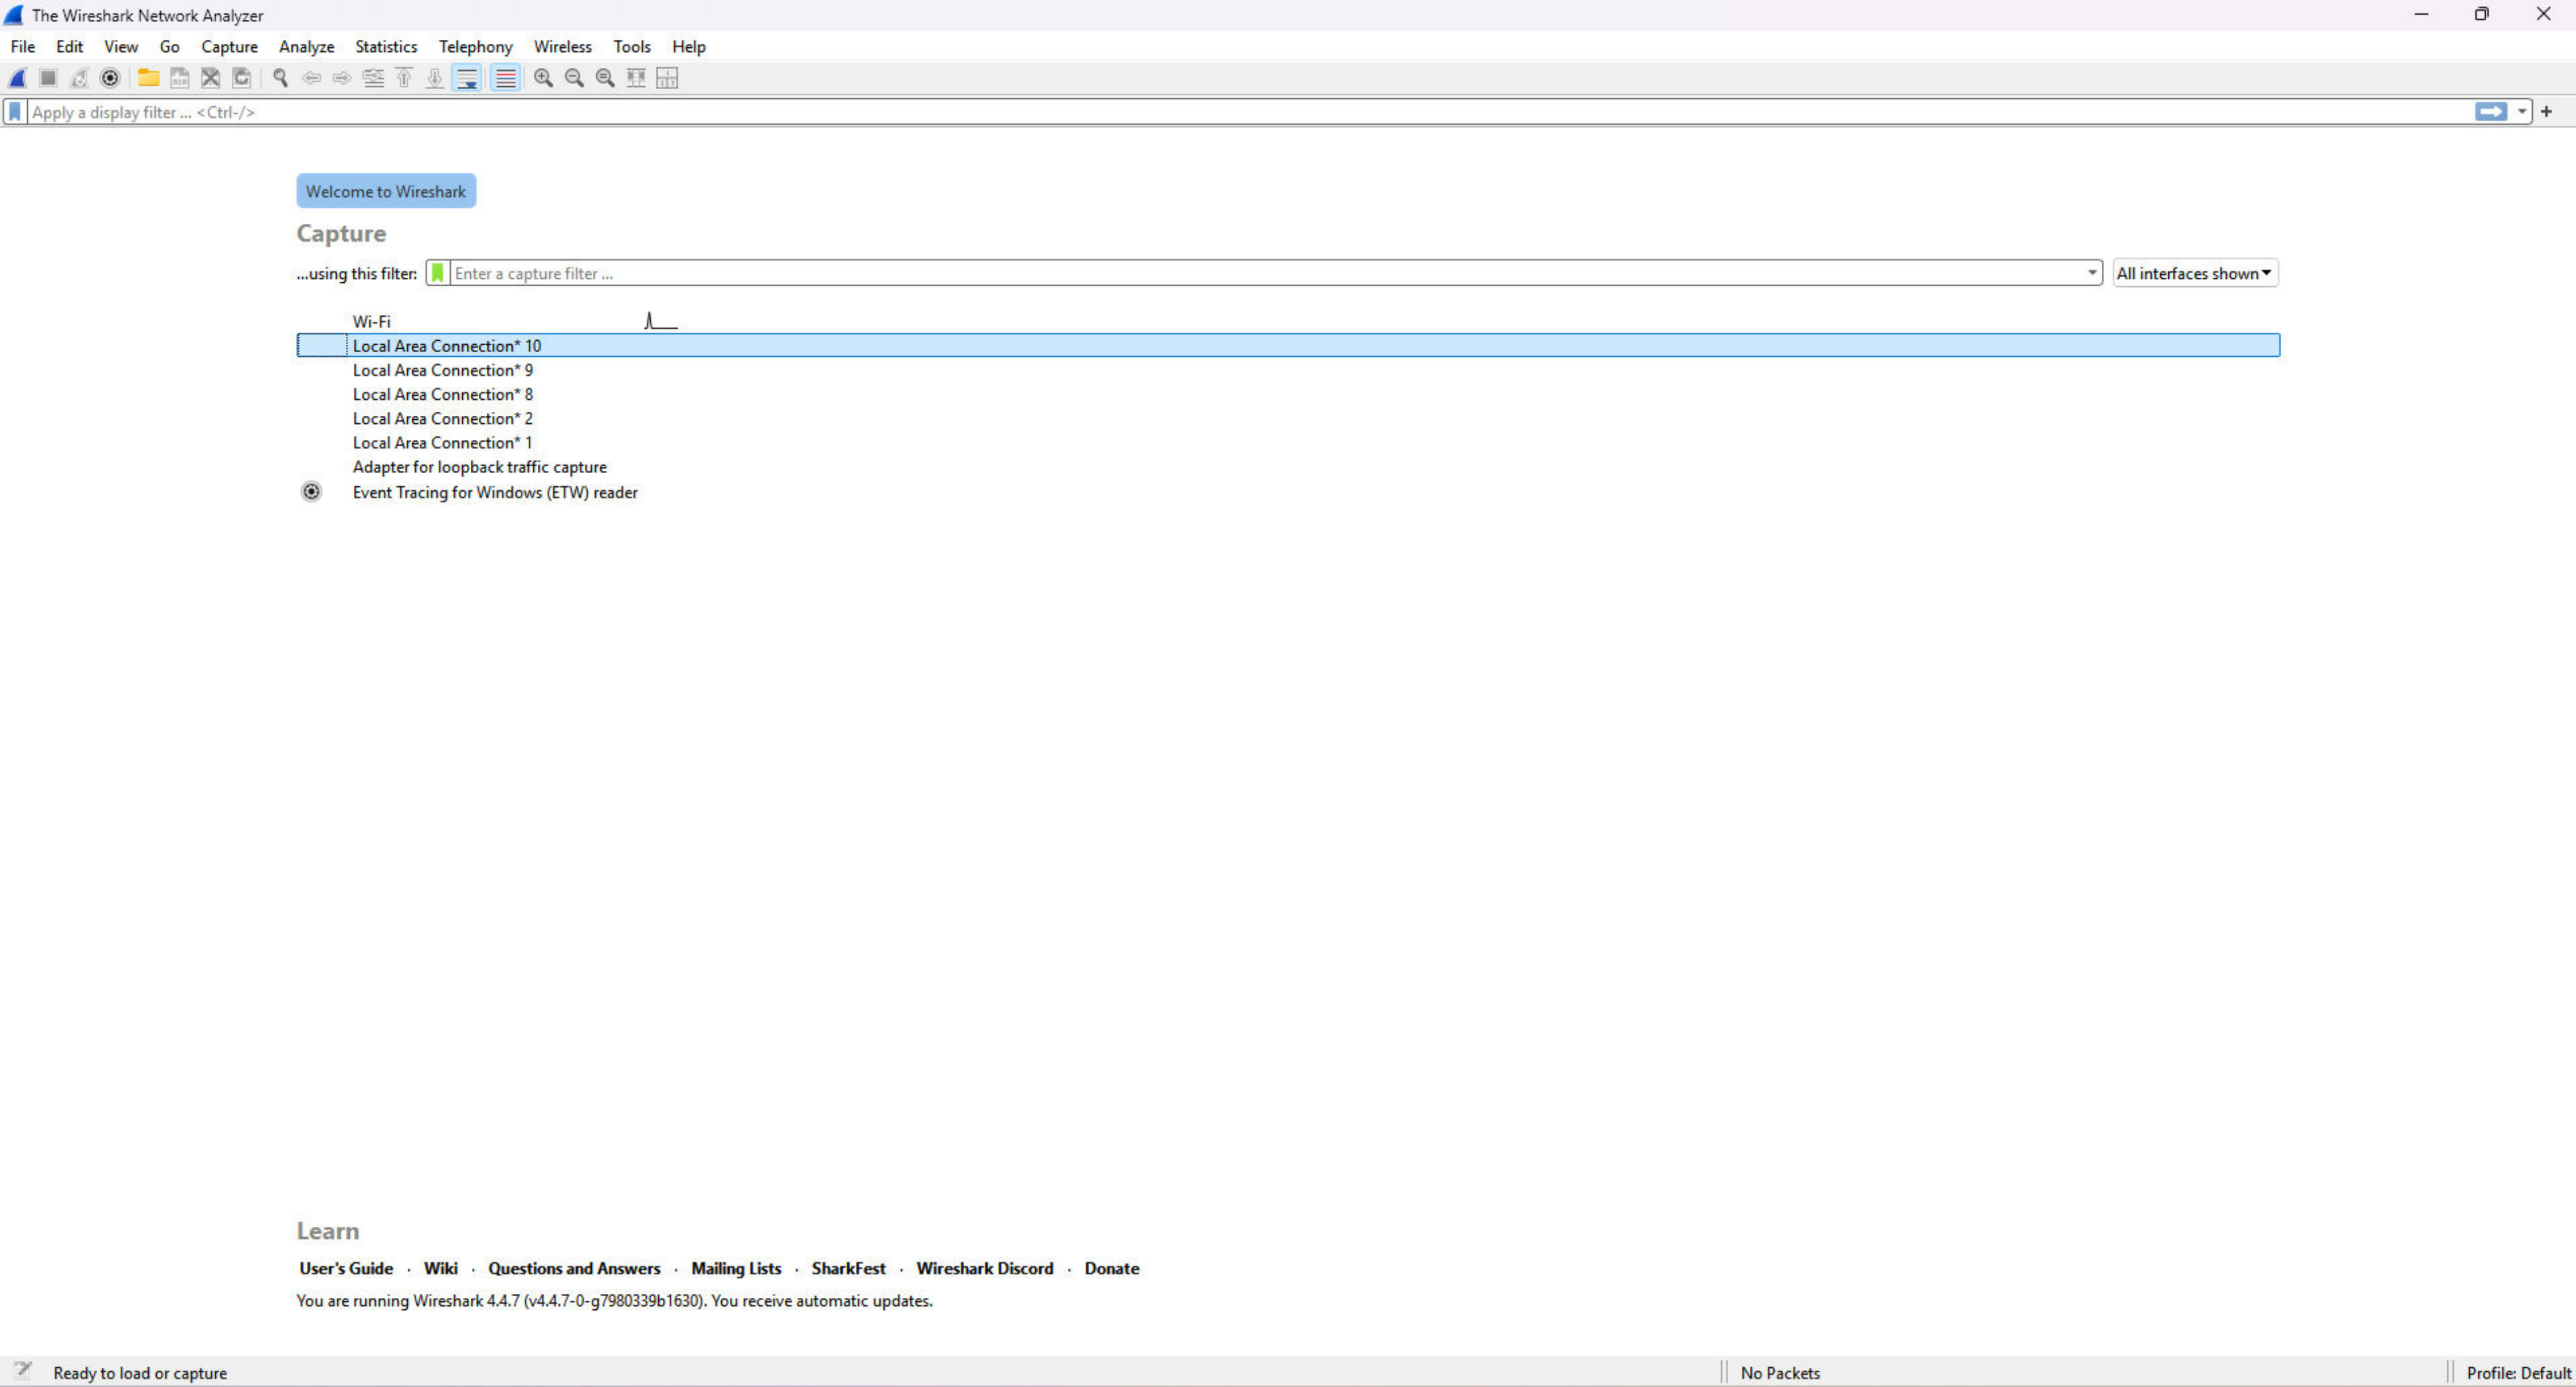 The Wireshark Network Analyzer
File Edit View Go Capture Analyze Statistics Telephony Wireless Tools Help
Apply a display filter ... <Ctrl-/>
Welcome to Wireshark
Capture
...using this filter: Enter a capture filter ... All interfaces shown
Wi-Fi
Local Area Connection* 10
Local Area Connection* 9
Local Area Connection* 8
Local Area Connection* 2
Local Area Connection* 1
Adapter for loopback traffic capture
Event Tracing for Windows (ETW) reader
Learn
User's Guide · Wiki · Questions and Answers · Mailing Lists · SharkFest · Wireshark Discord · Donate
You are running Wireshark 4.4.7 (v4.4.7-0-g7980339b1630). You receive automatic updates.
Ready to load or capture No Packets Profile: Default